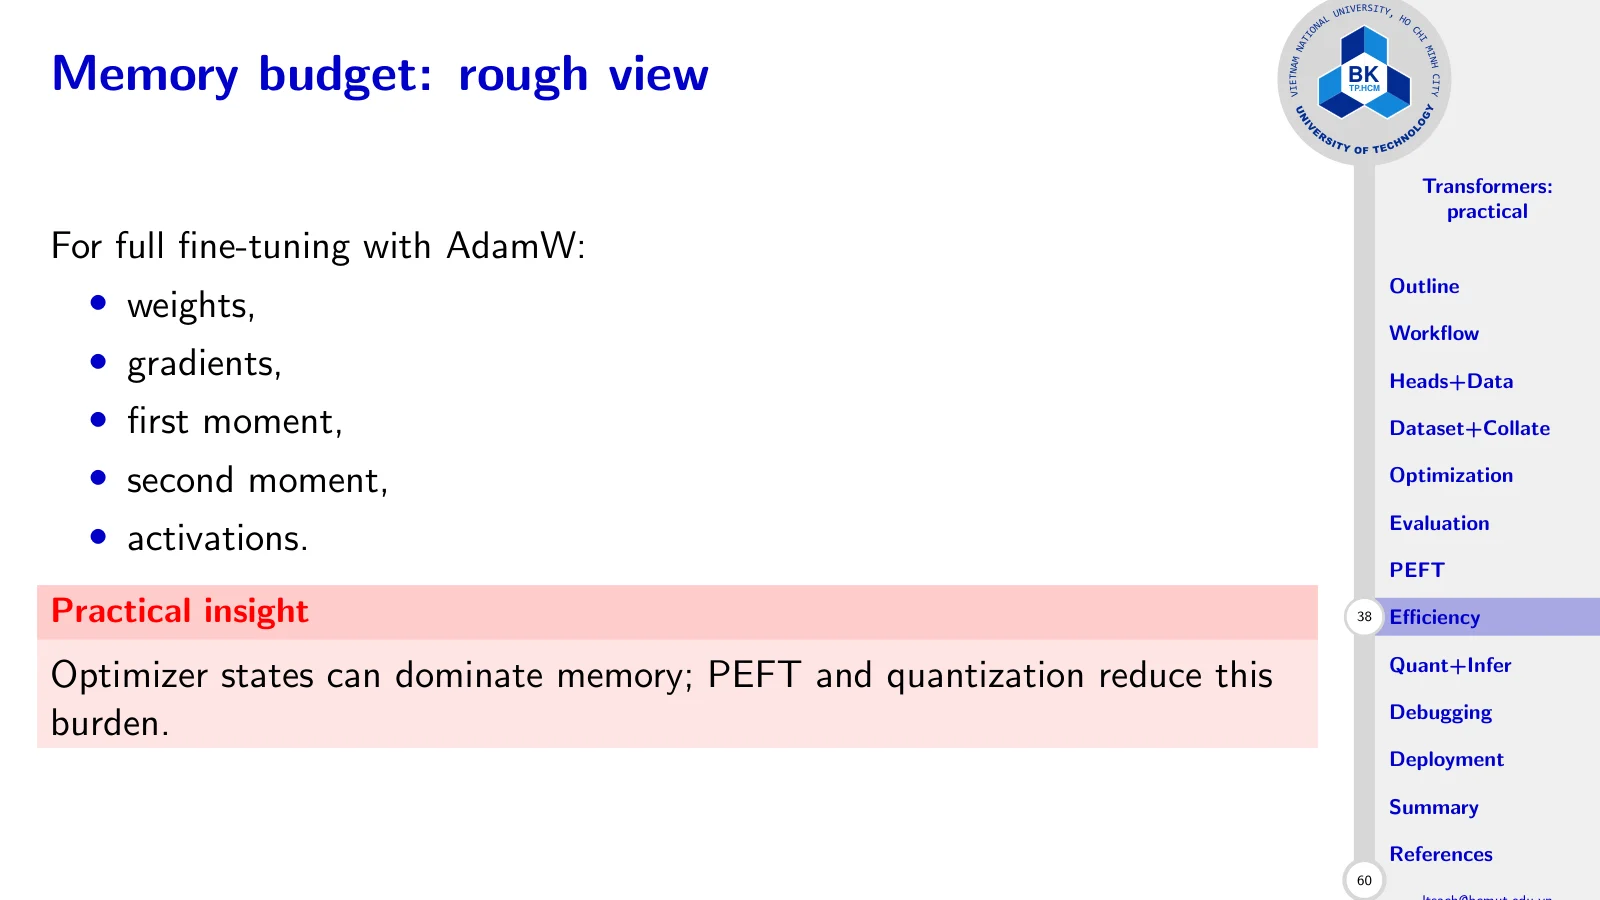 Memory budget: rough view
For full fine-tuning with AdamW:
• weights,
• gradients,
• first moment,
• second moment,
• activations.
Practical insight
Optimizer states can dominate memory; PEFT and quantization reduce this
burden.
VIETNAM NATIONAL UNIVERSITY, HO CHI MINH CITY
BK
TP.HCM
UNIVERSITY OF TECHNOLOGY
Transformers:
practical
Outline
Workflow
Heads+Data
Dataset+Collate
Optimization
Evaluation
PEFT
38
Efficiency
Quant+Infer
Debugging
Deployment
Summary
References
60